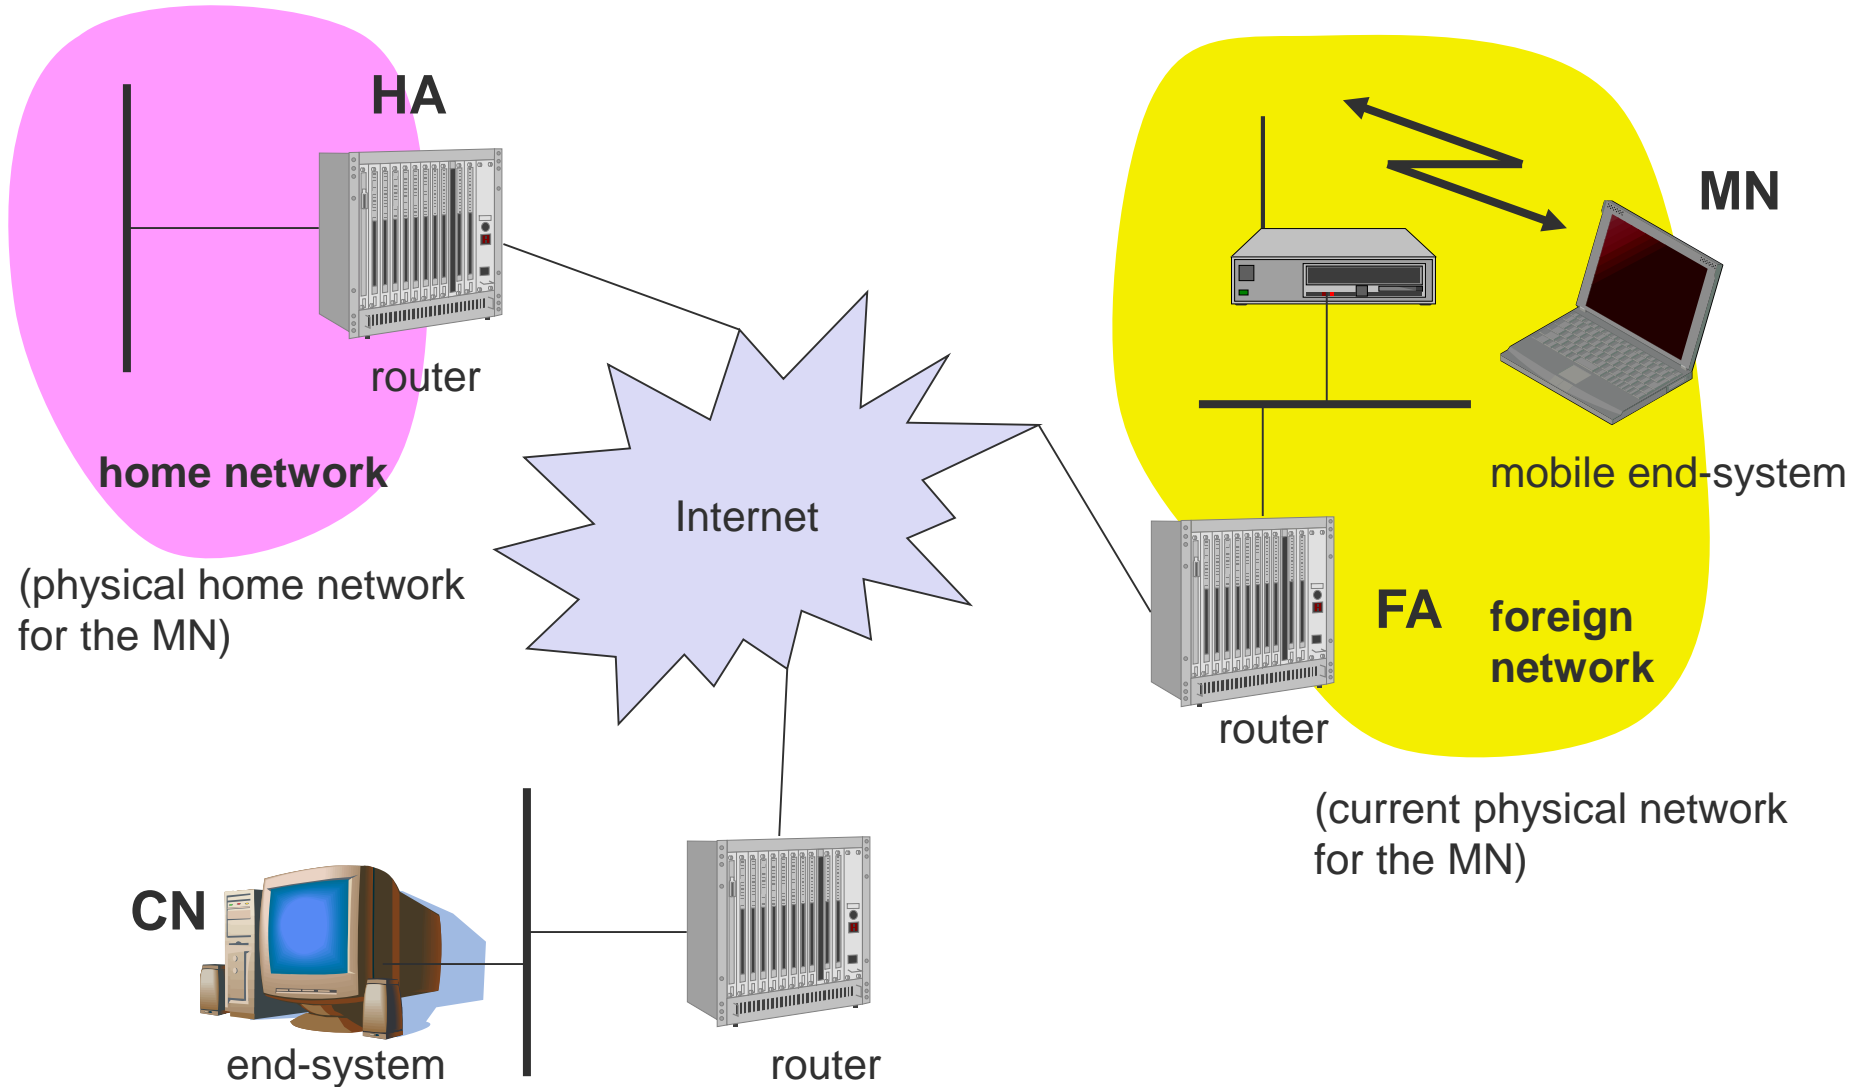 HA
router
home network
(physical home network
for the MN)
Internet
MN
mobile end-system
FA
foreign
network
router
(current physical network
for the MN)
CN
end-system
router